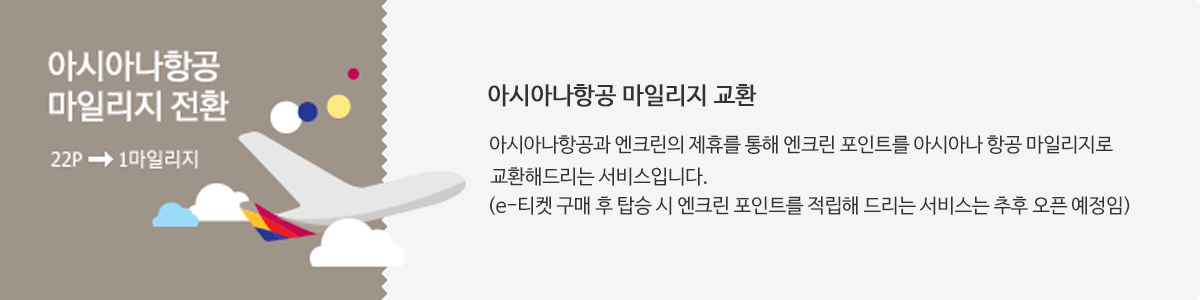 아시아나항공
마일리지 전환
22P → 1마일리지
아시아나항공 마일리지 교환
아시아나항공과 엔크린의 제휴를 통해 엔크린 포인트를 아시아나 항공 마일리지로
교환해드리는 서비스입니다.
(e-티켓 구매 후 탑승 시 엔크린 포인트를 적립해 드리는 서비스는 추후 오픈 예정임)